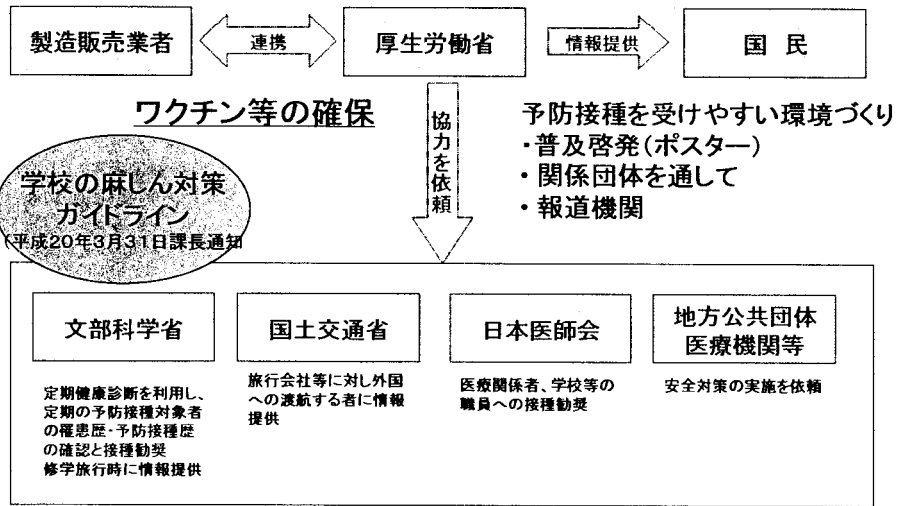 製造販売業者
連携
厚生労働省
情報提供
国民
ワクチン等の確保
協力を依頼
予防接種を受けやすい環境づくり
・普及啓発(ポスター)
・関係団体を通して
・報道機関
学校の麻しん対策
ガイドライン
(平成20年3月31日課長通知
文部科学省
定期健康診断を利用し、
定期の予防接種対象者
の罹患歴・予防接種歴
の確認と接種勧奨
修学旅行時に情報提供
国土交通省
旅行会社等に対し外国
への渡航する者に情報
提供
日本医師会
医療関係者、学校等の
職員への接種勧奨
地方公共団体
医療機関等
安全対策の実施を依頼